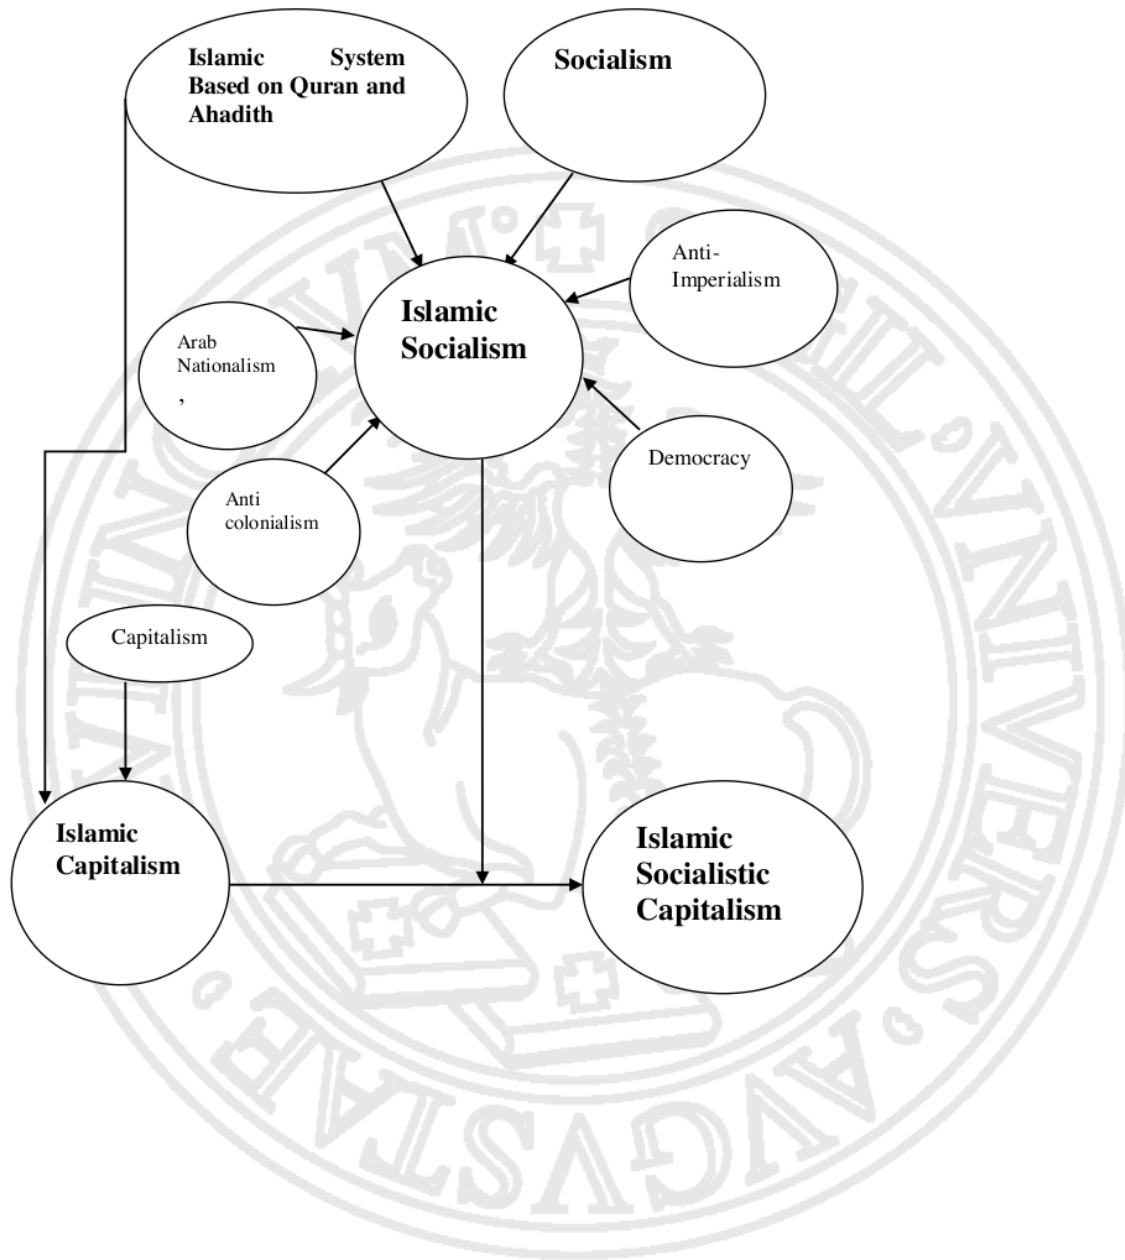 Islamic System
Based on Quran and
Ahadith
Socialism
Anti-
Imperialism
Islamic
Socialism
Arab
Nationalism
,
Democracy
Anti
colonialism
Capitalism
Islamic
Capitalism
Islamic
Socialistic
Capitalism